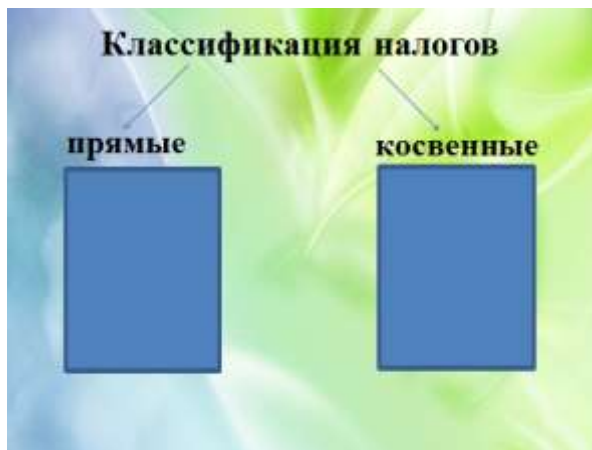 Классификация налогов
прямые
косвенные